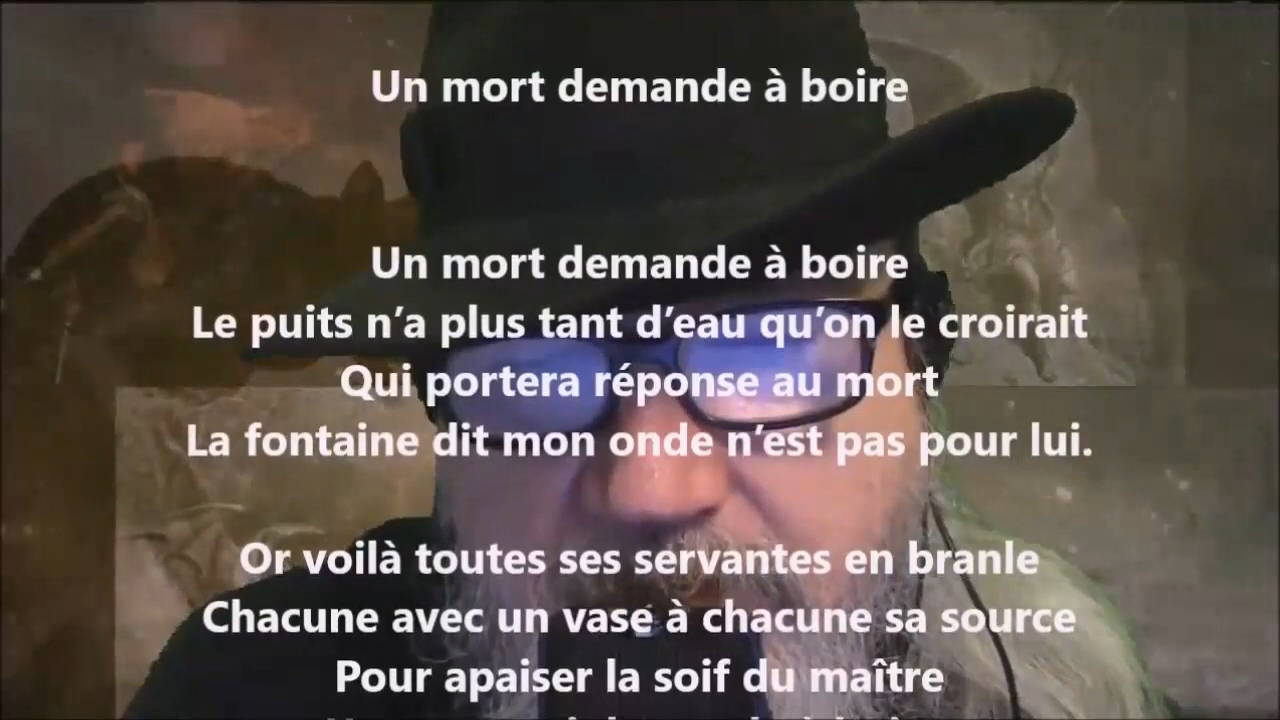 Un mort demande à boire
Un mort demande à boire
Le puits n’a plus tant d’eau qu’on le croirait
Qui portera réponse au mort
La fontaine dit mon onde n’est pas pour lui.
Or voilà toutes ses servantes en branle
Chacune avec un vase à chacune sa source
Pour apaiser la soif du maître